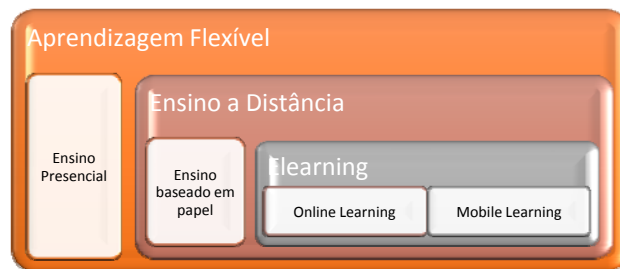 Aprendizagem Flexível
Ensino a Distância
Ensino
Presencial
Ensino
baseado em
papel
Elearning
Online Learning
Mobile Learning